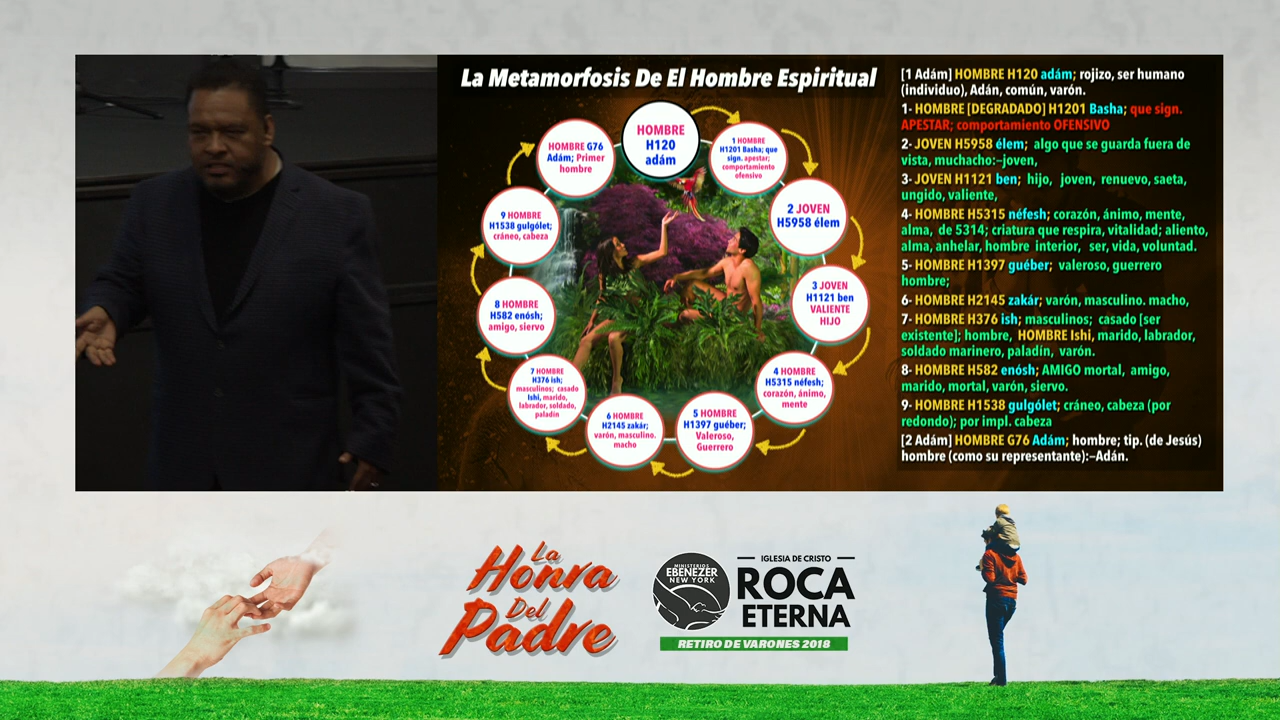 La Metamorfosis De El Hombre Espiritual
HOMBRE
H120
adám
1 HOMBRE
H1201 Basha; que
sign. apestar;
comportamiento
ofensivo
2 JOVEN
H5958 élem
3 JOVEN
H1121 ben
VALIENTE
HIJO
4 HOMBRE
H5315 néfesh;
corazón, ánimo,
mente
5 HOMBRE
H1397 guéber;
Valeroso,
Guerrero
6 HOMBRE
H2145 zakár;
varón, masculino.
macho
7 HOMBRE
H376 ish;
masculinos; casado
Ishi, marido,
labrador, soldado,
paladín
8 HOMBRE
H582 enósh;
amigo, siervo
9 HOMBRE
H1538 gulgólet;
cráneo, cabeza
HOMBRE G76
Adam; Primer
hombre
[1 Adám] HOMBRE H120 adám; rojizo, ser humano
(individuo), Adán, común, varón.
1- HOMBRE [DEGRADADO] H1201 Basha; que sign.
APESTAR; comportamiento OFENSIVO
2- JOVEN H5958 élem; algo que se guarda fuera de
vista, muchacho:–joven,
3- JOVEN H1121 ben; hijo, joven, renuevo, saeta,
ungido, valiente,
4- HOMBRE H5315 néfesh; corazón, ánimo, mente,
alma, de 5314; criatura que respira, vitalidad; aliento,
alma, anhelar, hombre interior, ser, vida, voluntad.
5- HOMBRE H1397 guéber; valeroso, guerrero
hombre;
6- HOMBRE H2145 zakár; varón, masculino. macho,
7- HOMBRE H376 ish; masculinos; casado [ser
existente]; hombre, HOMBRE Ishi, marido, labrador,
soldado marinero, paladín, varón.
8- HOMBRE H582 enósh; AMIGO mortal, amigo,
marido, mortal, varón, siervo.
9- HOMBRE H1538 gulgólet; cráneo, cabeza (por
redondo); por impl. cabeza
[2 Adam] HOMBRE G76 Adám; hombre; tip. (de Jesús)
hombre (como su representante):–Adán.
La
Honra
Del
Padre
MINISTERIOS
EBENEZER
NEW YORK
IGLESIA DE CRISTO
ROCA
ETERNA
RETIRO DE VARONES 2018